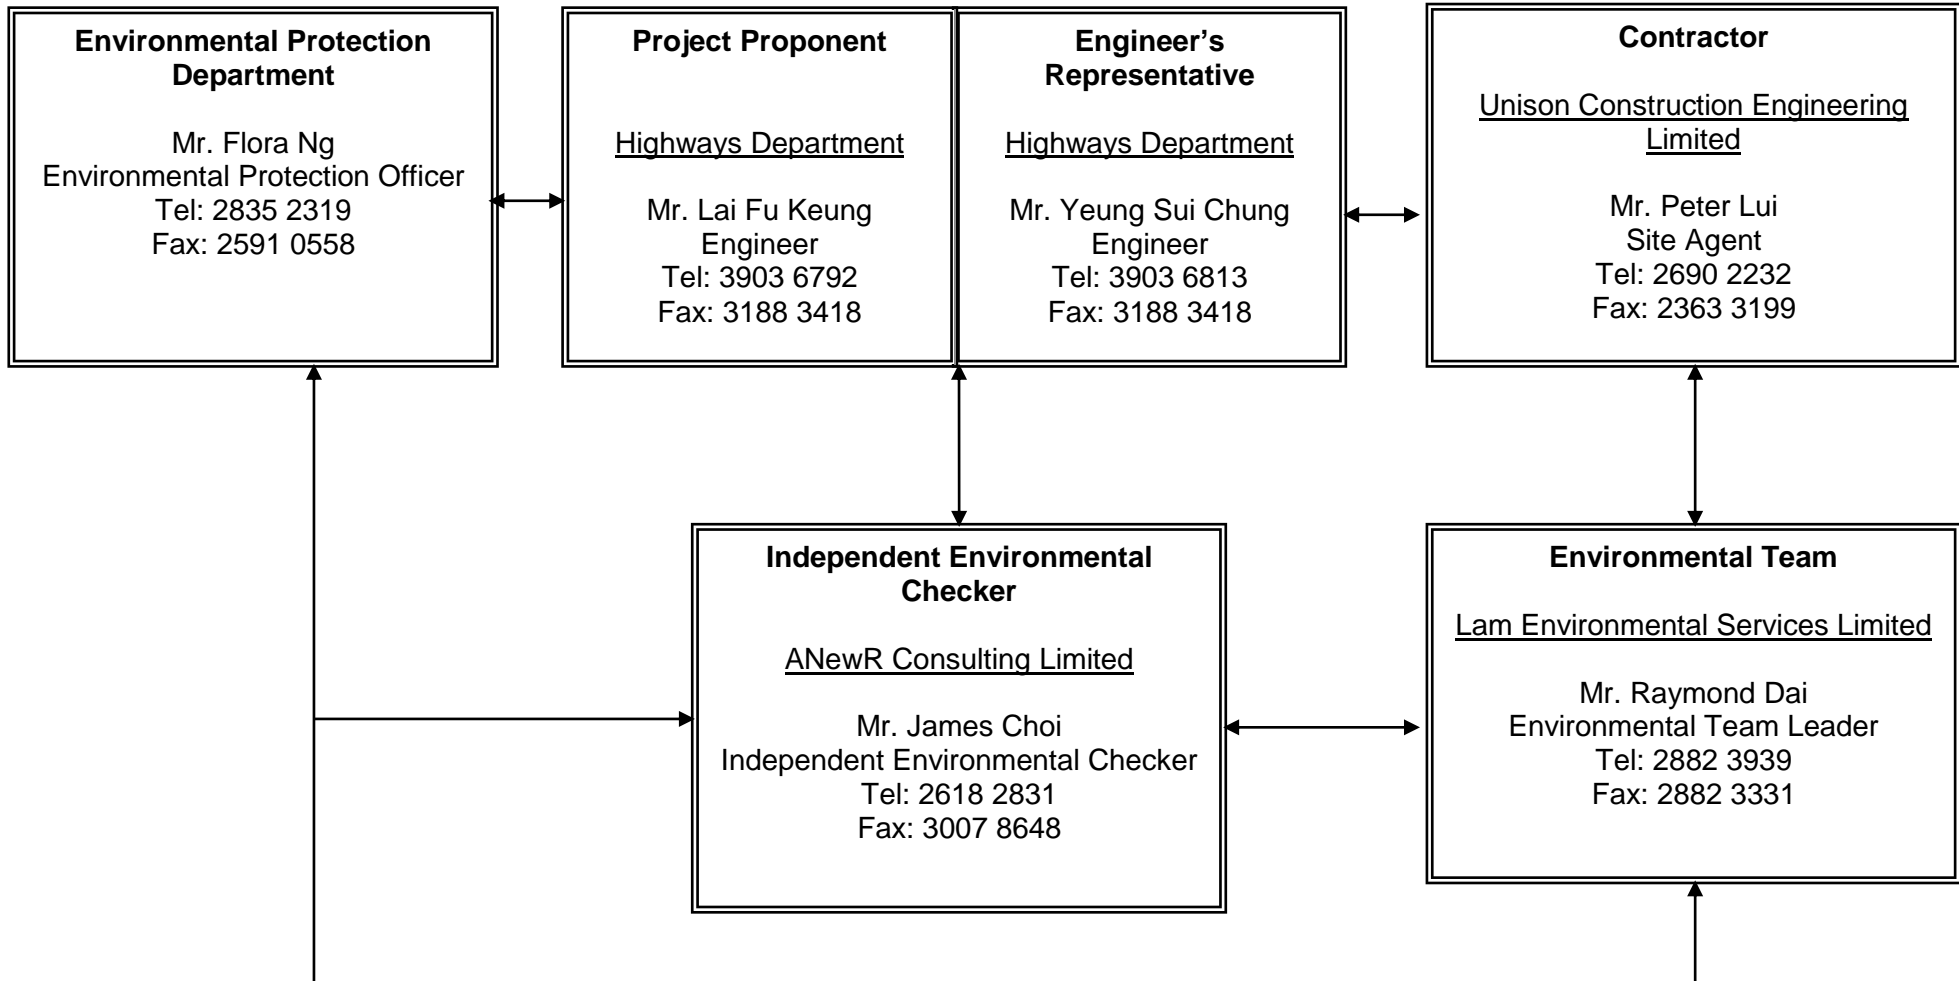 Environmental Protection
Department
Mr. Flora Ng
Environmental Protection Officer
Tel: 2835 2319
Fax: 2591 0558
Project Proponent
Highways Department
Mr. Lai Fu Keung
Engineer
Tel: 3903 6792
Fax: 3188 3418
Engineer’s
Representative
Highways Department
Mr. Yeung Sui Chung
Engineer
Tel: 3903 6813
Fax: 3188 3418
Contractor
Unison Construction Engineering
Limited
Mr. Peter Lui
Site Agent
Tel: 2690 2232
Fax: 2363 3199
Independent Environmental
Checker
ANewR Consulting Limited
Mr. James Choi
Independent Environmental Checker
Tel: 2618 2831
Fax: 3007 8648
Environmental Team
Lam Environmental Services Limited
Mr. Raymond Dai
Environmental Team Leader
Tel: 2882 3939
Fax: 2882 3331